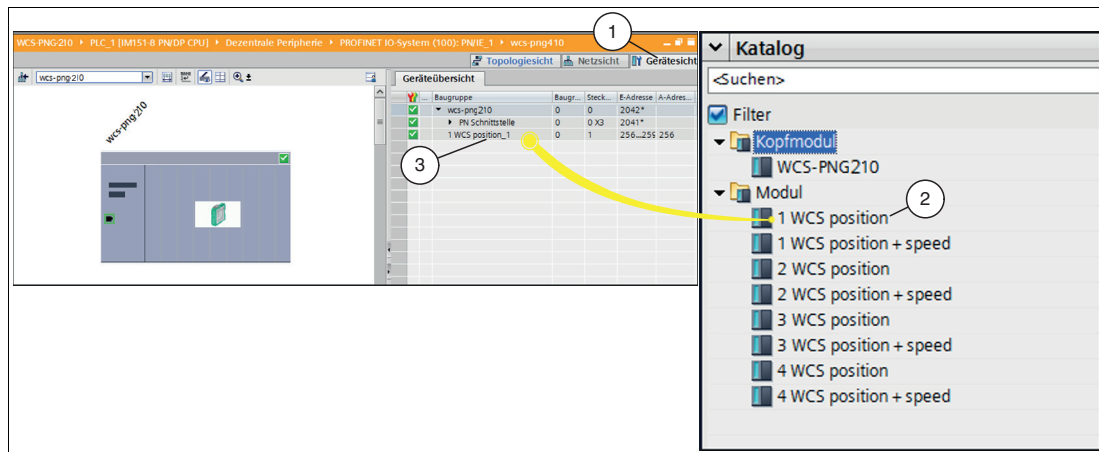 1
WCS-PNG-210 ▸ PLC_1 [IM151-8 PN/DP CPU] ▸ Dezentrale Peripherie ▸ PROFINET IO-System (100): PN/IE_1 ▸ wcs-png410
Topologiesicht Netzsicht Gerätesicht
wcs-png210
Geräteübersicht
wcs-png210
... Baugruppe Baugr... Steck... E-Adresse A-Adres...
wcs-png210 0 0 2042*
PN Schnittstelle 0 0 X3 2041*
1 WCS position_1 0 1 256...259 256
3
Katalog
<Suchen>
Filter
Kopfmodul
WCS-PNG210
Modul
1 WCS position
2
1 WCS position + speed
2 WCS position
2 WCS position + speed
3 WCS position
3 WCS position + speed
4 WCS position
4 WCS position + speed